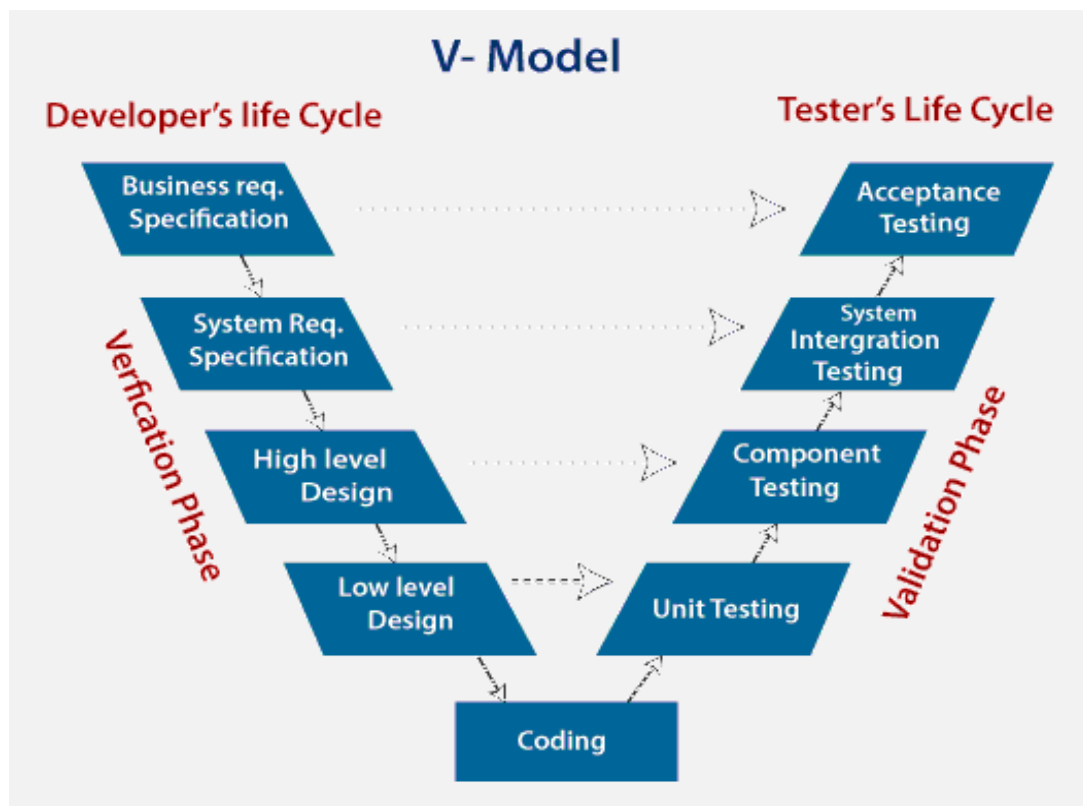 V- Model
Developer's life Cycle
Tester's Life Cycle
Business req.
Specification
Acceptance
Testing
System Req.
Specification
System
Intergration
Testing
Verfication Phase
High level
Design
Component
Testing
Validation Phase
Low level
Design
Unit Testing
Coding